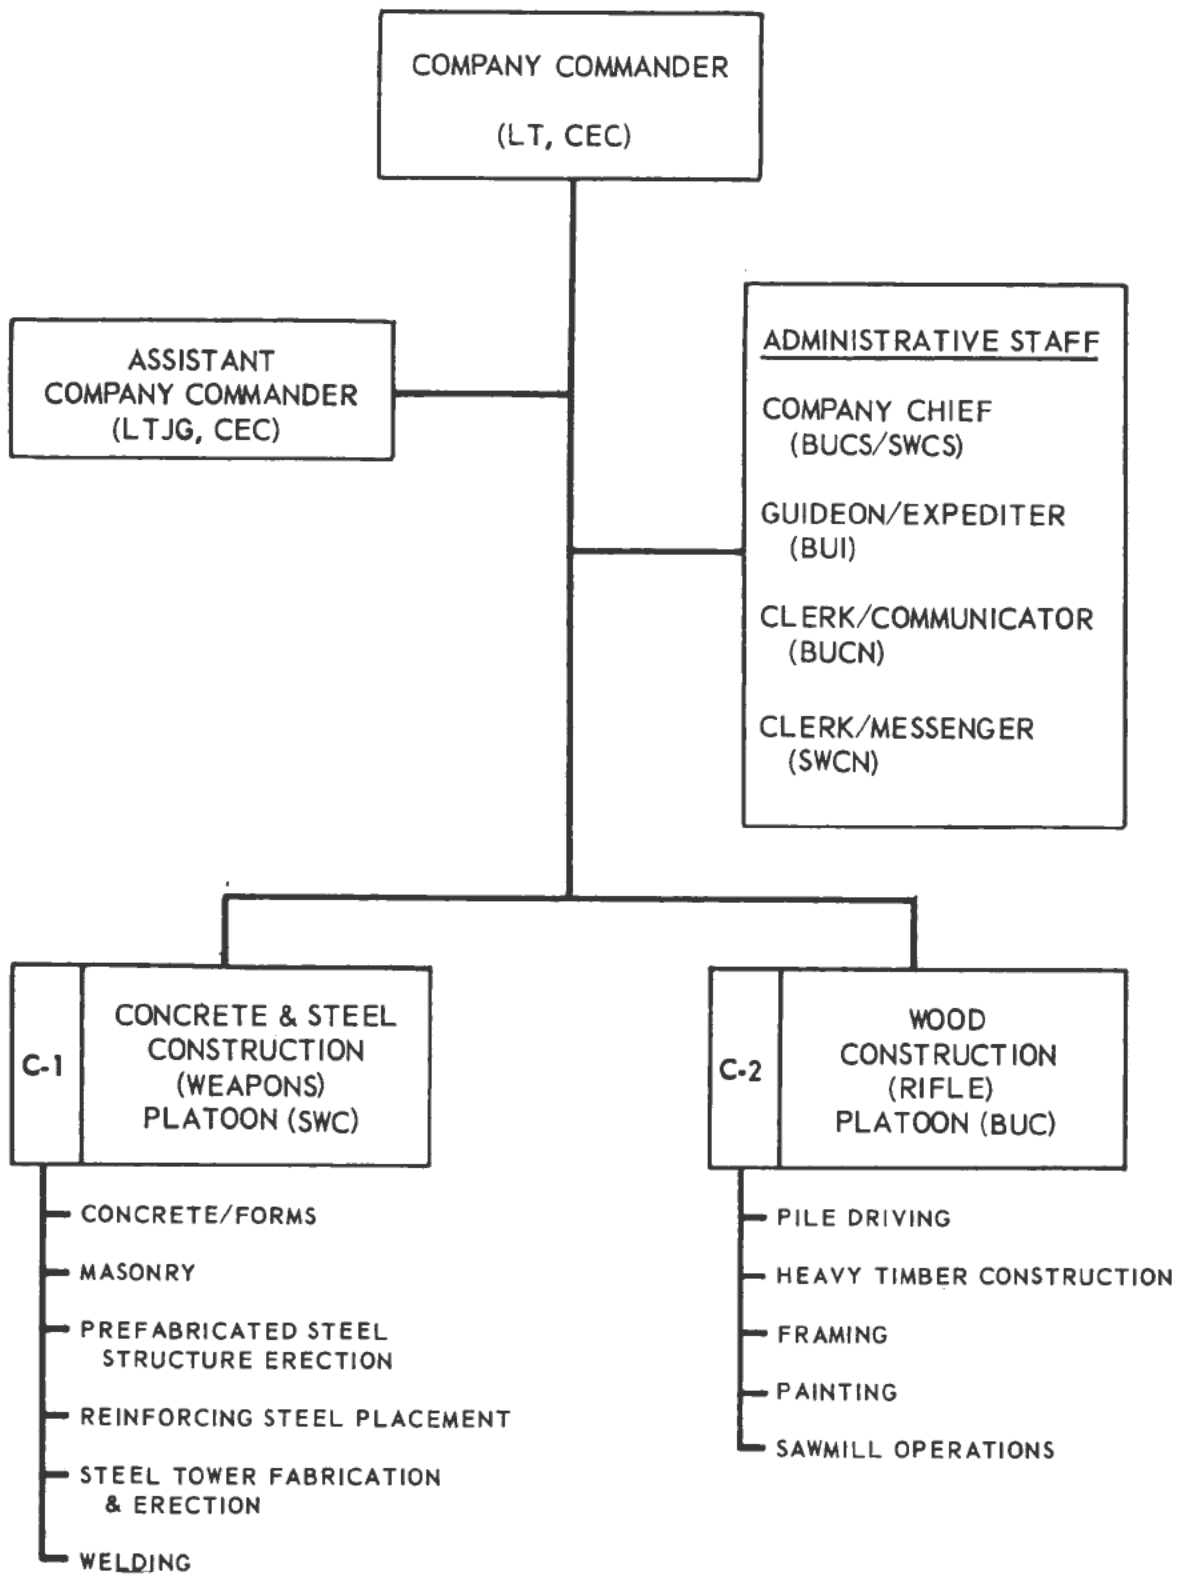 COMPANY COMMANDER
(LT, CEC)
ASSISTANT
COMPANY COMMANDER
(LTJG, CEC)
ADMINISTRATIVE STAFF
COMPANY CHIEF
(BUCS/SWCS)
GUIDEON/EXPEDITER
(BUI)
CLERK/COMMUNICATOR
(BUCN)
CLERK/MESSENGER
(SWCN)
C-1
CONCRETE & STEEL
CONSTRUCTION
(WEAPONS)
PLATOON (SWC)
CONCRETE/FORMS
MASONRY
PREFABRICATED STEEL
STRUCTURE ERECTION
REINFORCING STEEL PLACEMENT
STEEL TOWER FABRICATION
& ERECTION
WELDING
C-2
WOOD
CONSTRUCTION
(RIFLE)
PLATOON (BUC)
PILE DRIVING
HEAVY TIMBER CONSTRUCTION
FRAMING
PAINTING
SAWMILL OPERATIONS